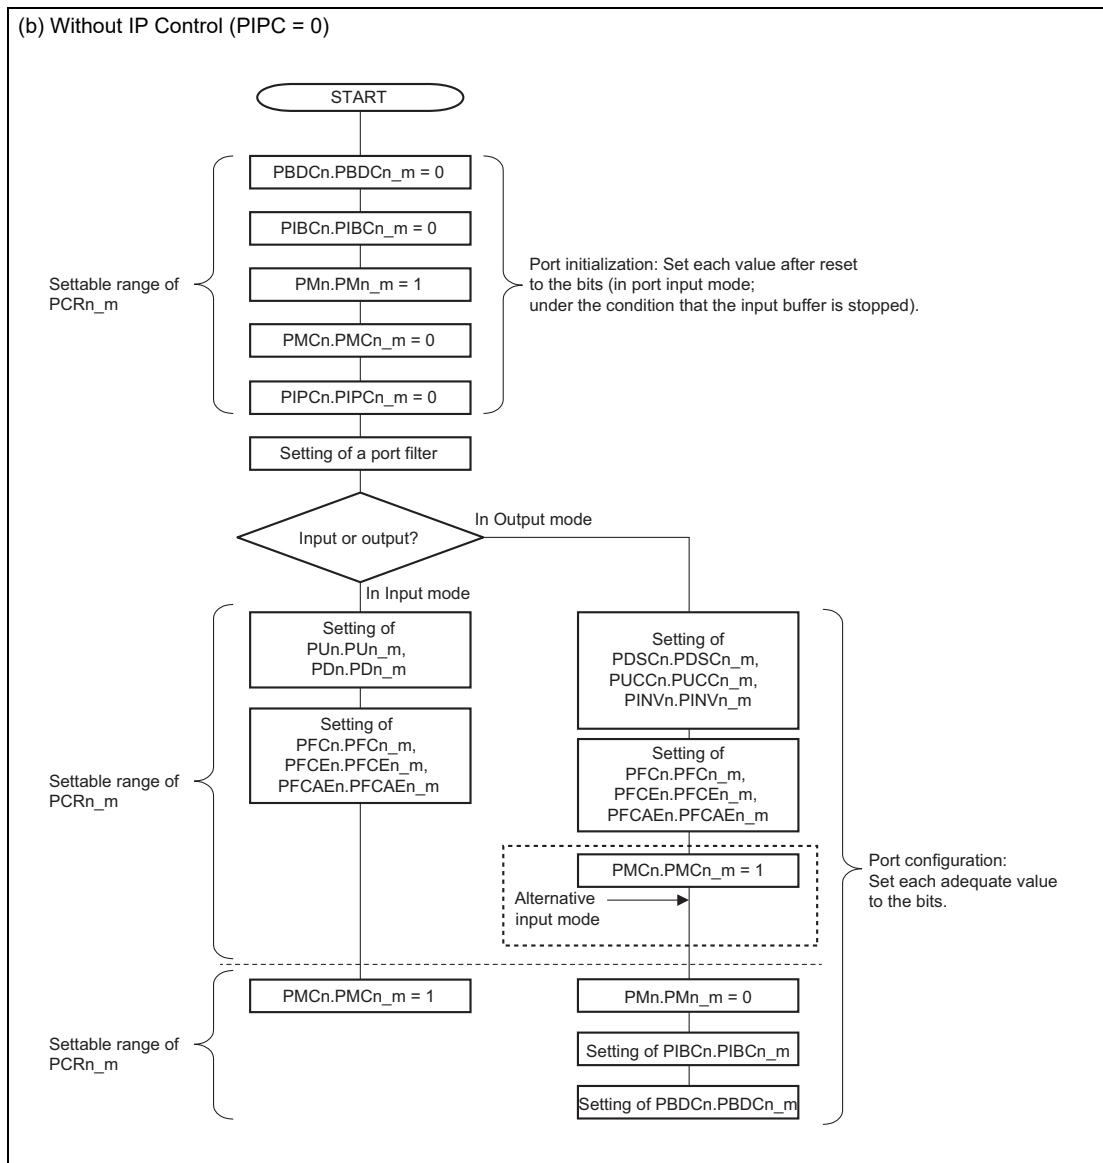 (b) Without IP Control (PIPC = 0)
START
PBDCn.PBDCn_m = 0
PIBCn.PIBCn_m = 0
Settable range of
PCRn_m
PMn.PMn_m = 1
Port initialization: Set each value after reset
to the bits (in port input mode;
under the condition that the input buffer is stopped).
PMCn.PMCn_m = 0
PIPCn.PIPCn_m = 0
Setting of a port filter
Input or output?
In Output mode
In Input mode
Setting of
PUn.PUn_m,
PDn.PDn_m
Setting of
PFCn.PFCn_m,
PFCEn.PFCEn_m,
PFCAEn.PFCAEn_m
Settable range of
PCRn_m
Setting of
PDSCn.PDSCn_m,
PUCCn.PUCCn_m,
PINVn.PINVn_m
Setting of
PFCn.PFCn_m,
PFCEn.PFCEn_m,
PFCAEn.PFCAEn_m
PMCn.PMCn_m = 1
Alternative
input mode
Port configuration:
Set each adequate value
to the bits.
PMCn.PMCn_m = 1
Settable range of
PCRn_m
PMn.PMn_m = 0
Setting of PIBCn.PIBCn_m
Setting of PBDCn.PBDCn_m